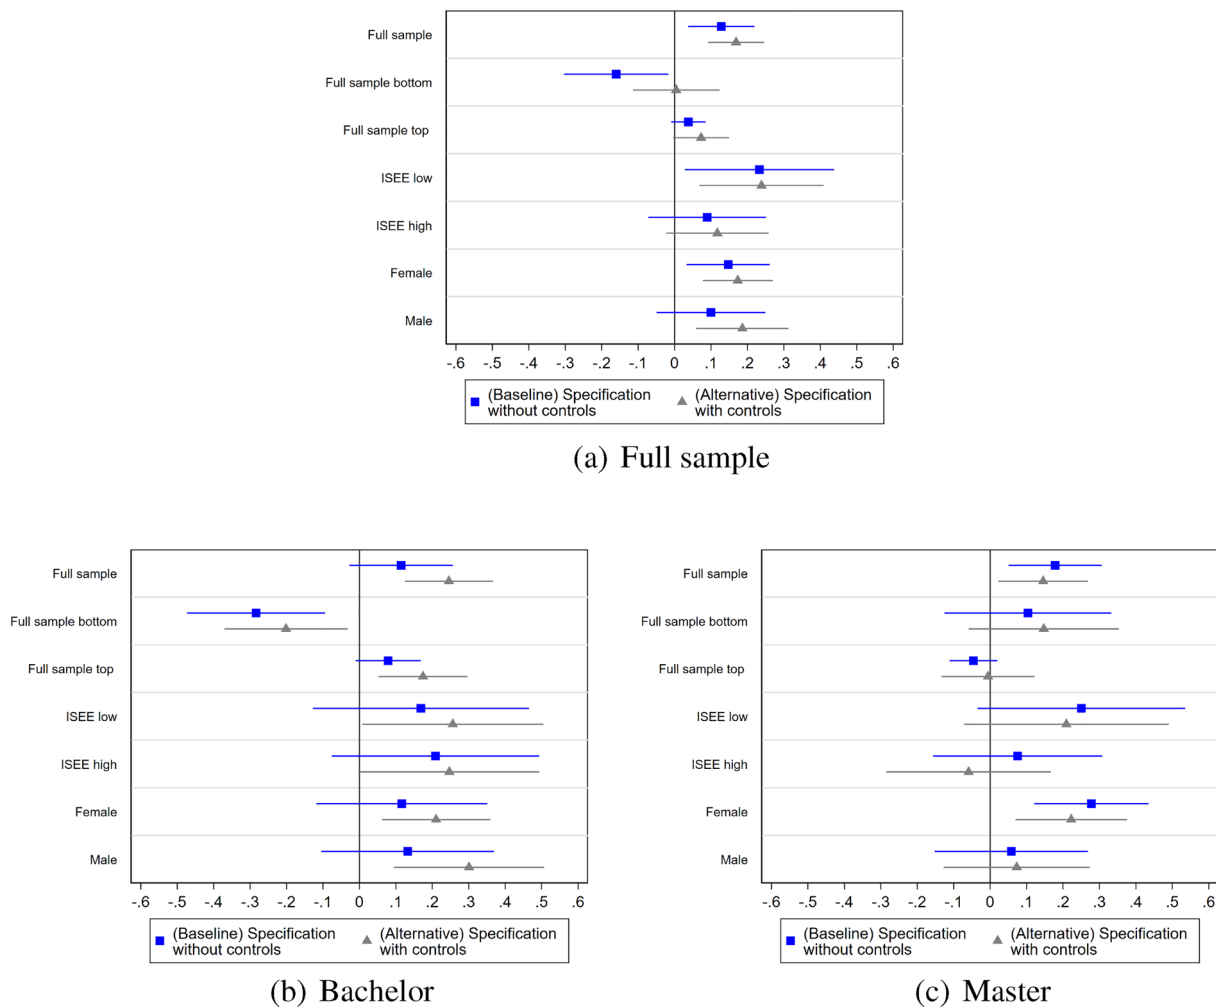 Full sample
Full sample bottom
Full sample top
ISEE low
ISEE high
Female
Male
-.6 -.5 -.4 -.3 -.2 -.1 0 .1 .2 .3 .4 .5 .6
(Baseline) Specification without controls
(Alternative) Specification with controls
(a) Full sample
Full sample
Full sample bottom
Full sample top
ISEE low
ISEE high
Female
Male
-.6 -.5 -.4 -.3 -.2 -.1 0 .1 .2 .3 .4 .5 .6
(Baseline) Specification without controls
(Alternative) Specification with controls
(b) Bachelor
Full sample
Full sample bottom
Full sample top
ISEE low
ISEE high
Female
Male
-.6 -.5 -.4 -.3 -.2 -.1 0 .1 .2 .3 .4 .5 .6
(Baseline) Specification without controls
(Alternative) Specification with controls
(c) Master